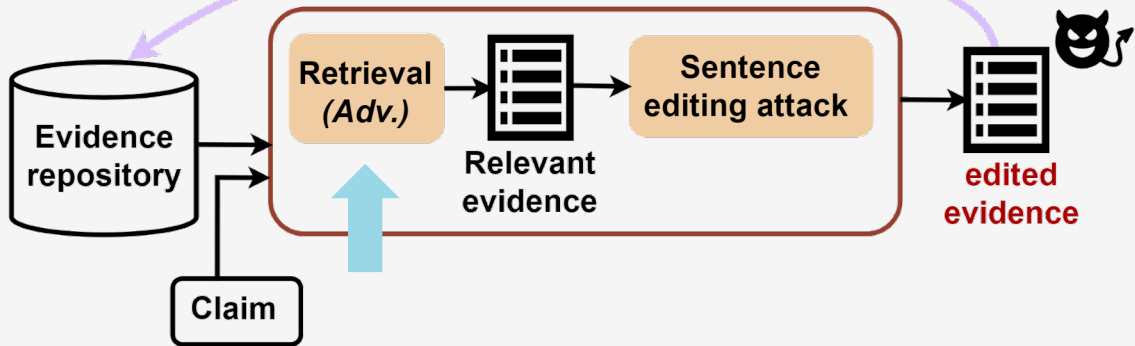 Evidence
repository
Claim
Retrieval
(Adv.)
Relevant
evidence
Sentence
editing attack
edited
evidence